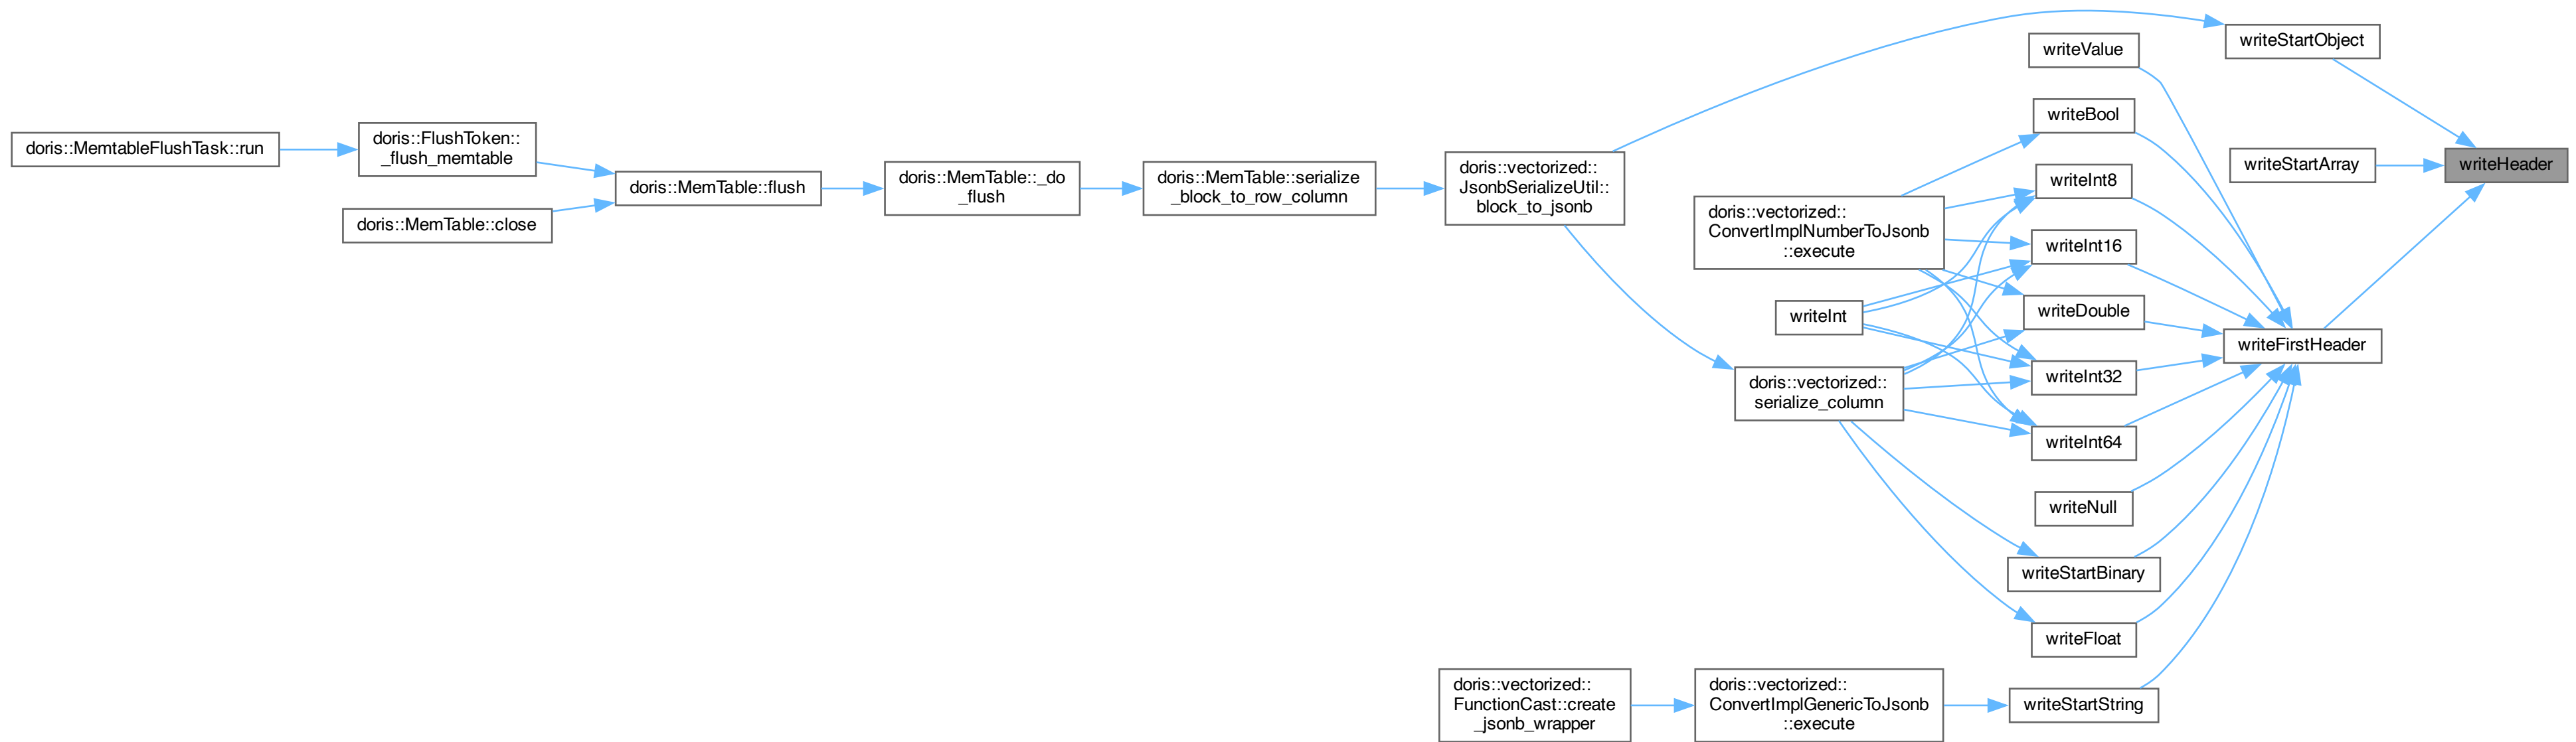 doris::MemtableFlushTask::run
doris::FlushToken::
_flush_memtable
doris::MemTable::close
doris::MemTable::flush
doris::MemTable::_do
_flush
doris::MemTable::serialize
_block_to_row_column
doris::vectorized::
JsonbSerializeUtil::
block_to_jsonb
doris::vectorized::
FunctionCast::create
_jsonb_wrapper
doris::vectorized::
ConvertImplNumberToJsonb
::execute
writeInt
doris::vectorized::
serialize_column
doris::vectorized::
ConvertImplGenericToJsonb
::execute
writeValue
writeBool
writeInt8
writeInt16
writeDouble
writeInt32
writeInt64
writeNull
writeStartBinary
writeFloat
writeStartString
writeStartObject
writeStartArray
writeFirstHeader
writeHeader